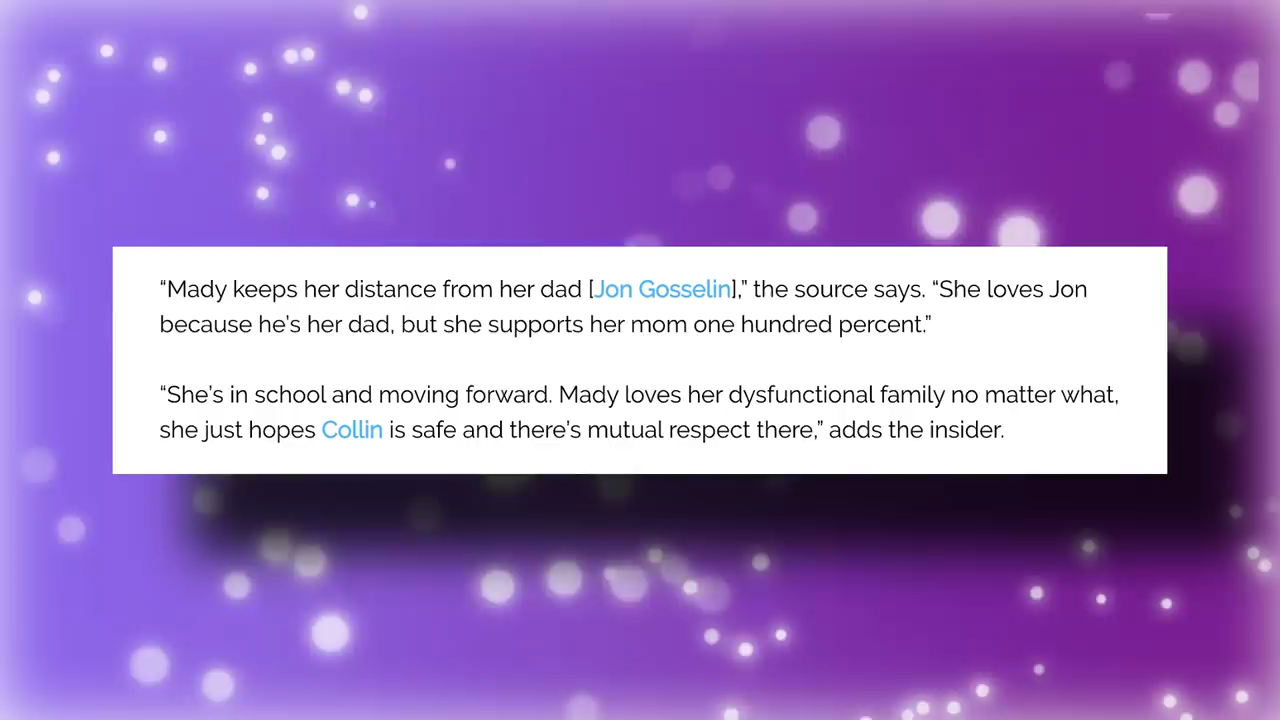 “Mady keeps her distance from her dad [Jon Gosselin],” the source says. “She loves Jon
because he’s her dad, but she supports her mom one hundred percent.”
“She’s in school and moving forward. Mady loves her dysfunctional family no matter what,
she just hopes Collin is safe and there’s mutual respect there,” adds the insider.